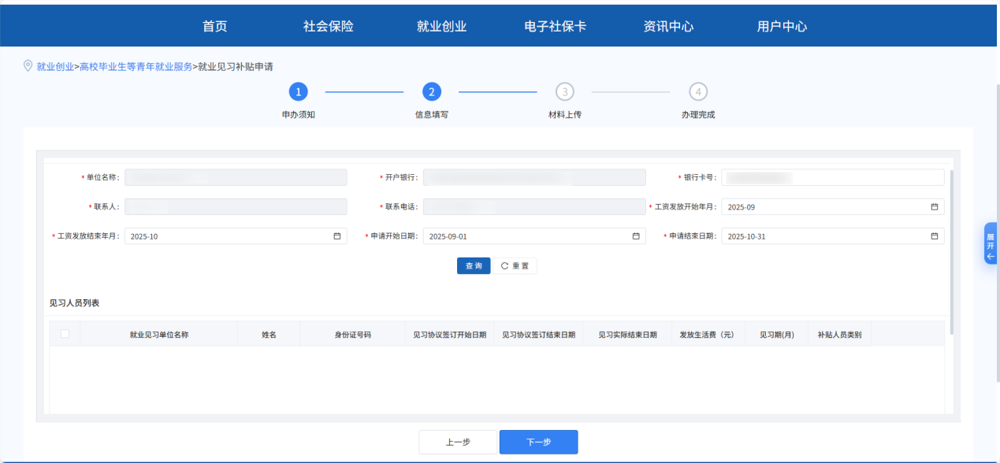 首页 社会保险 就业创业 电子社保卡 资讯中心 用户中心
就业创业>高校毕业生等青年就业服务>就业见习补贴申请
1 2 3 4
申办须知 信息填写 材料上传 办理完成
* 单位名称: * 开户银行: * 银行卡号:
* 联系人: * 联系电话: * 工资发放开始年月: 2025-09
* 工资发放结束年月: 2025-10 * 申请开始日期: 2025-09-01 * 申请结束日期: 2025-10-31
展开
查询 重置
见习人员列表
就业见习单位名称 姓名 身份证号码 见习协议签订开始日期 见习协议签订结束日期 见习实际结束日期 发放生活费（元） 见习期(月) 补贴人员类别
上一步 下一步